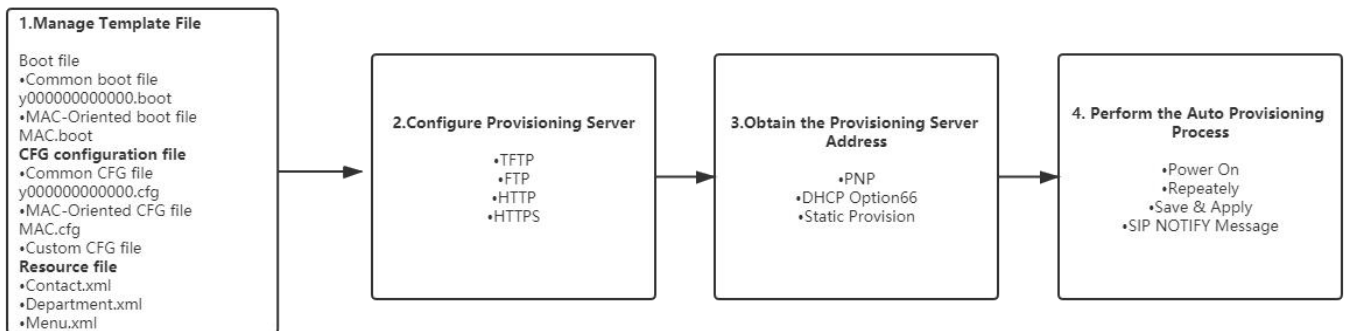 1.Manage Template File
Boot file
•Common boot file
y000000000000.boot
•MAC-Oriented boot file
MAC.boot
CFG configuration file
•Common CFG file
y000000000000.cfg
•MAC-Oriented CFG file
MAC.cfg
•Custom CFG file
Resource file
•Contact.xml
•Department.xml
•Menu.xml
2.Configure Provisioning Server
•TFTP
•FTP
•HTTP
•HTTPS
3.Obtain the Provisioning Server
Address
•PNP
•DHCP Option66
•Static Provision
4. Perform the Auto Provisioning
Process
•Power On
•Repeately
•Save & Apply
•SIP NOTIFY Message